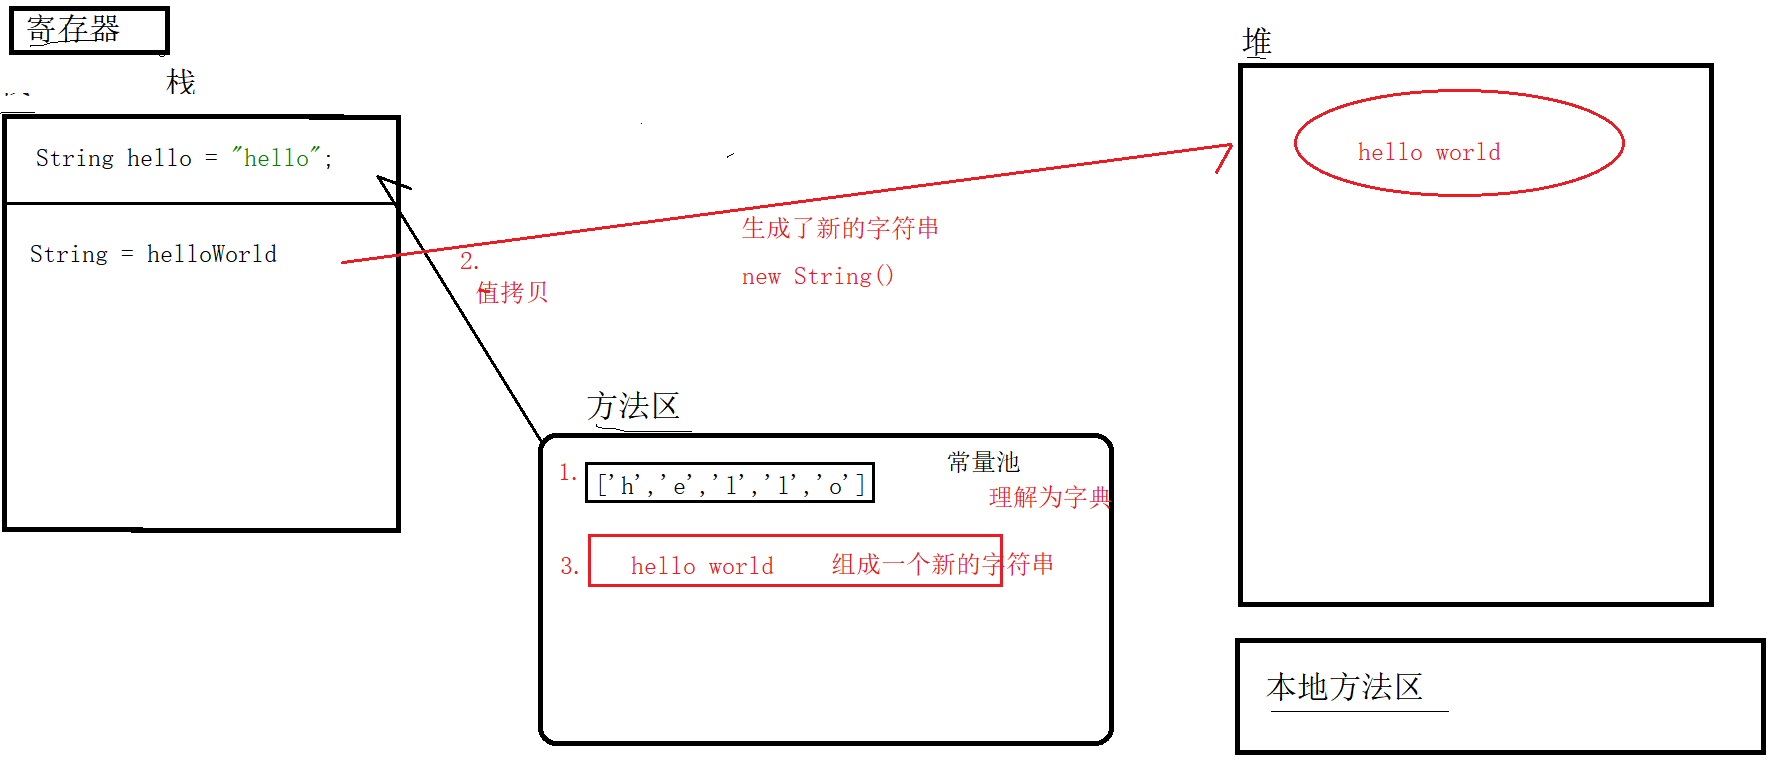 寄存器
栈
String hello = "hello";
String = helloWorld
2.
值拷贝
生成了新的字符串
new String()
堆
hello world
方法区
常量池
理解为字典
1.
['h','e','l','l','o']
3.
hello world 组成一个新的字符串
本地方法区